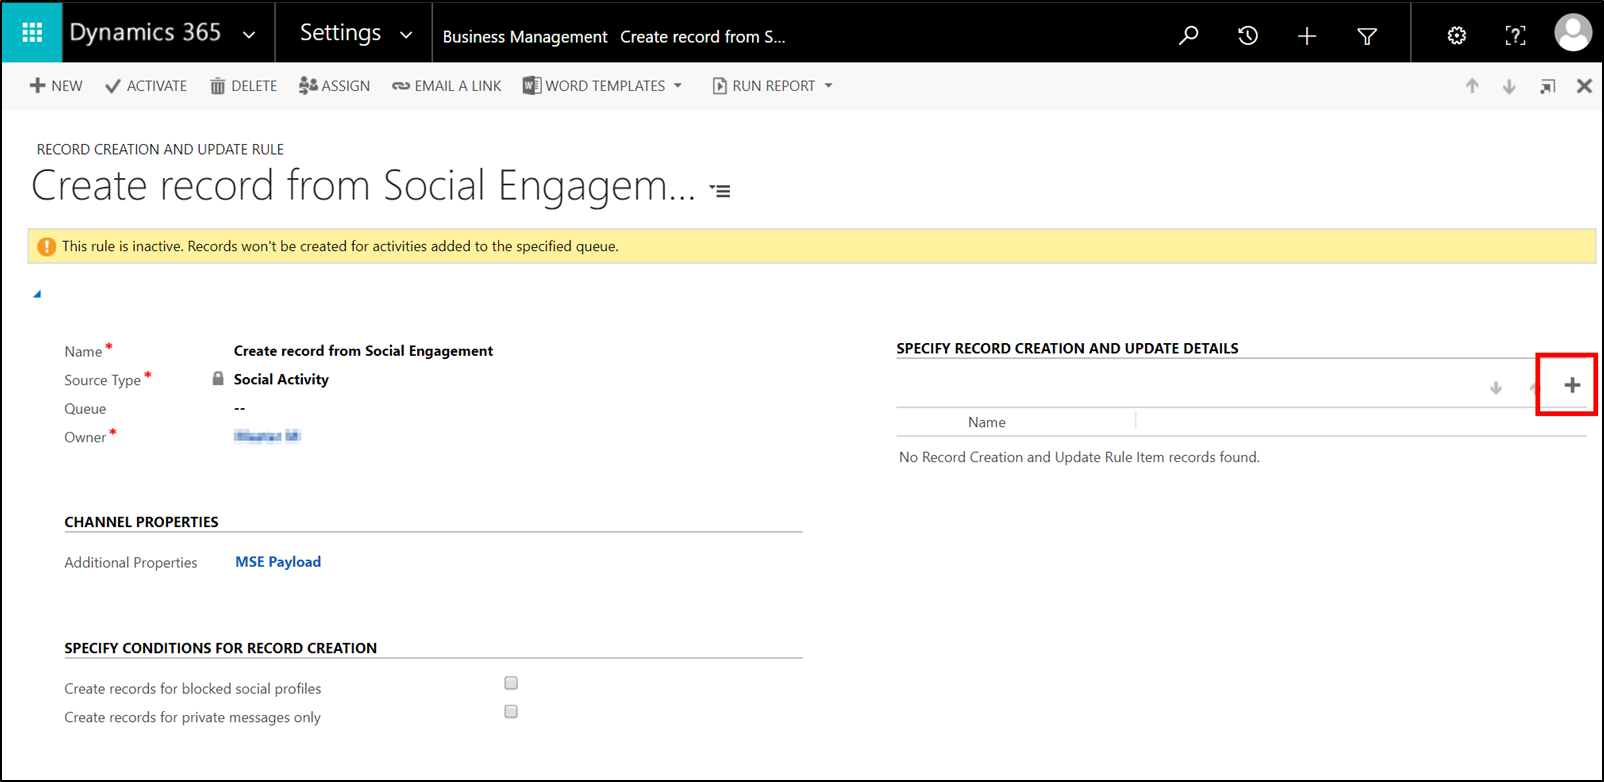 Dynamics 365 Settings Business Management Create record from S...
NEW ACTIVATE DELETE ASSIGN EMAIL A LINK WORD TEMPLATES RUN REPORT
RECORD CREATION AND UPDATE RULE
Create record from Social Engagem...
This rule is inactive. Records won't be created for activities added to the specified queue.
Name* Create record from Social Engagement
Source Type* Social Activity
Queue --
Owner*
CHANNEL PROPERTIES
Additional Properties MSE Payload
SPECIFY CONDITIONS FOR RECORD CREATION
Create records for blocked social profiles
Create records for private messages only
SPECIFY RECORD CREATION AND UPDATE DETAILS
Name
No Record Creation and Update Rule Item records found.